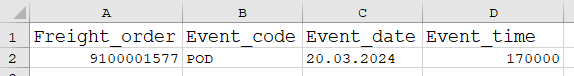 A B C D
1 Freight_order Event_code Event_date Event_time
2 9100001577 POD 20.03.2024 170000